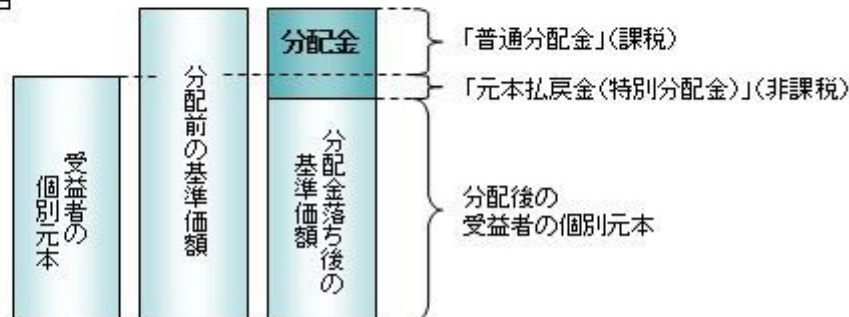 受益者の
個別元本
分配前の基準価額
分配金
分配金落ち後の
基準価額
「普通分配金」(課税)
「元本払戻金(特別分配金)」(非課税)
分配後の
受益者の個別元本